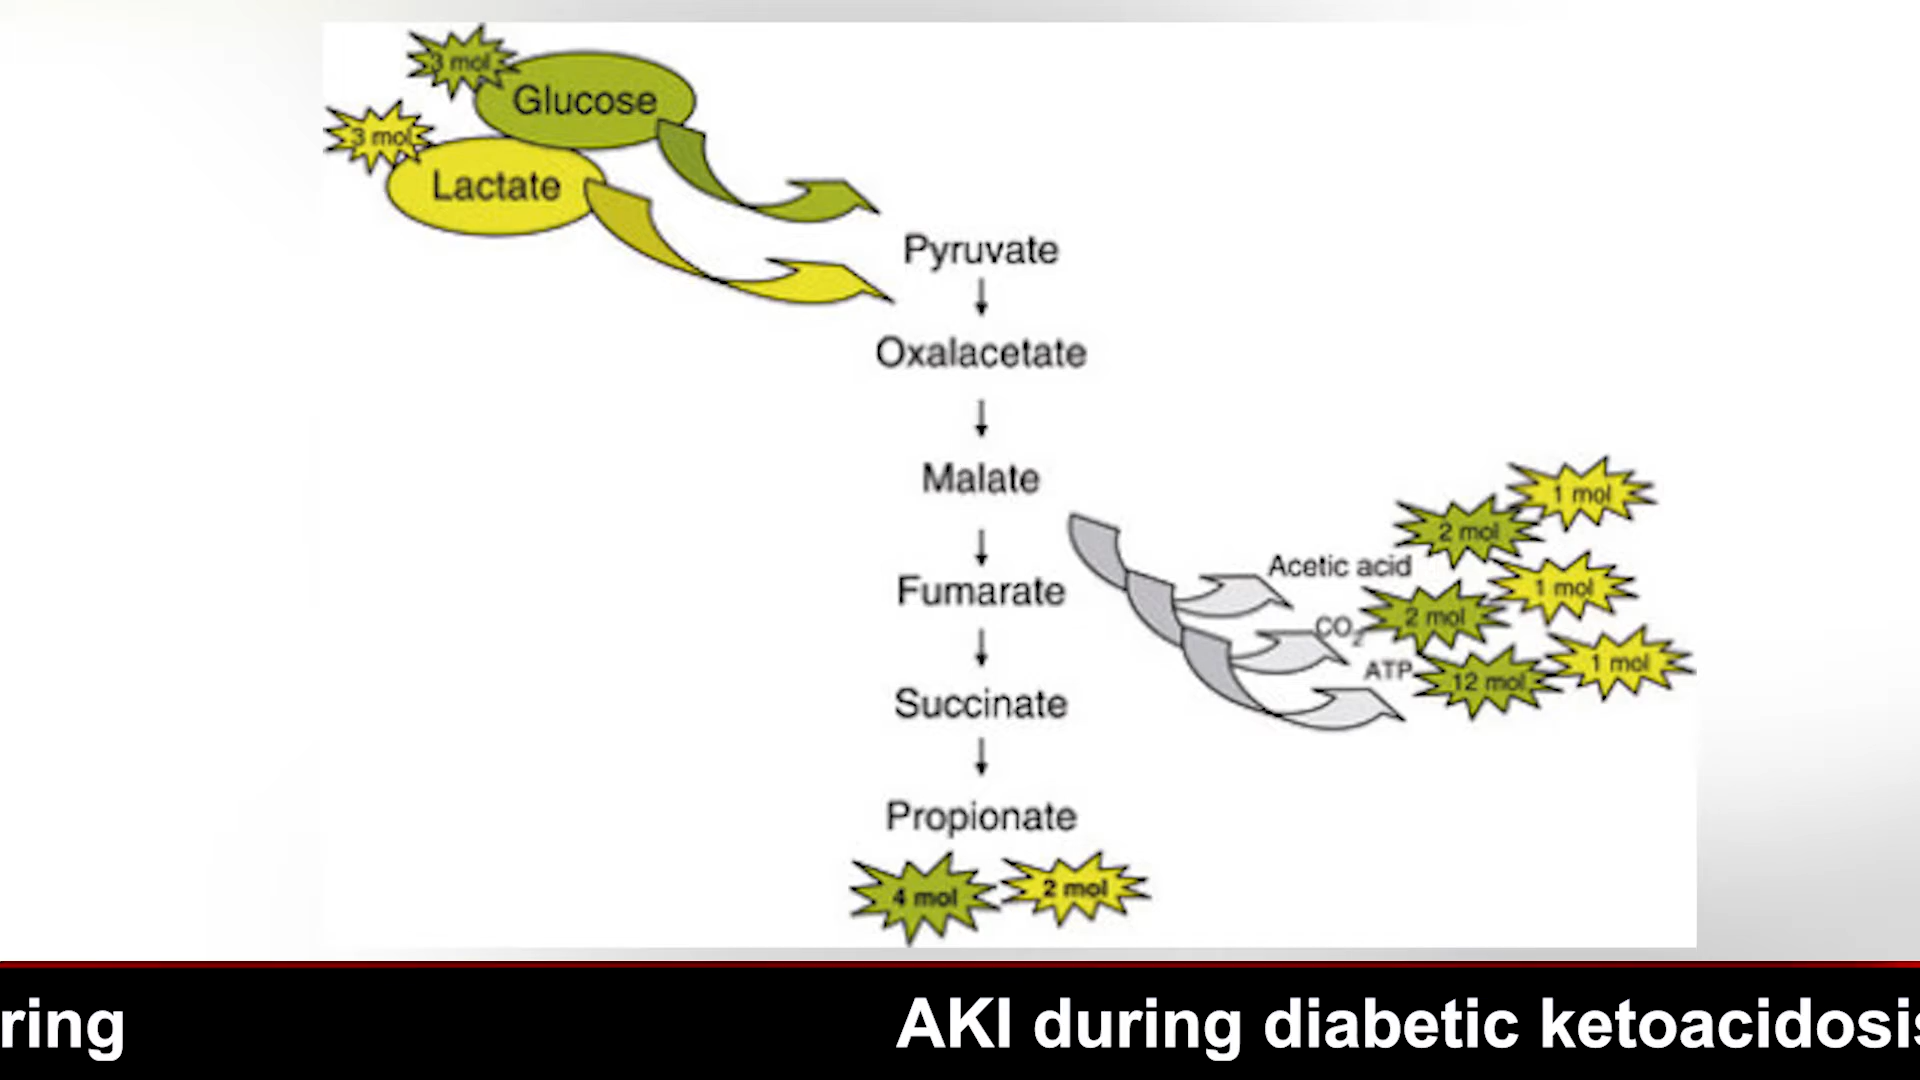 3 mol
Glucose
3 mol
Lactate
Pyruvate
Oxalacetate
Malate
Fumarate
Succinate
Propionate
4 mol
2 mol
1 mol
2 mol
Acetic acid
1 mol
2 mol
CO2
1 mol
ATP
12 mol
ring
AKI during diabetic ketoacidosis